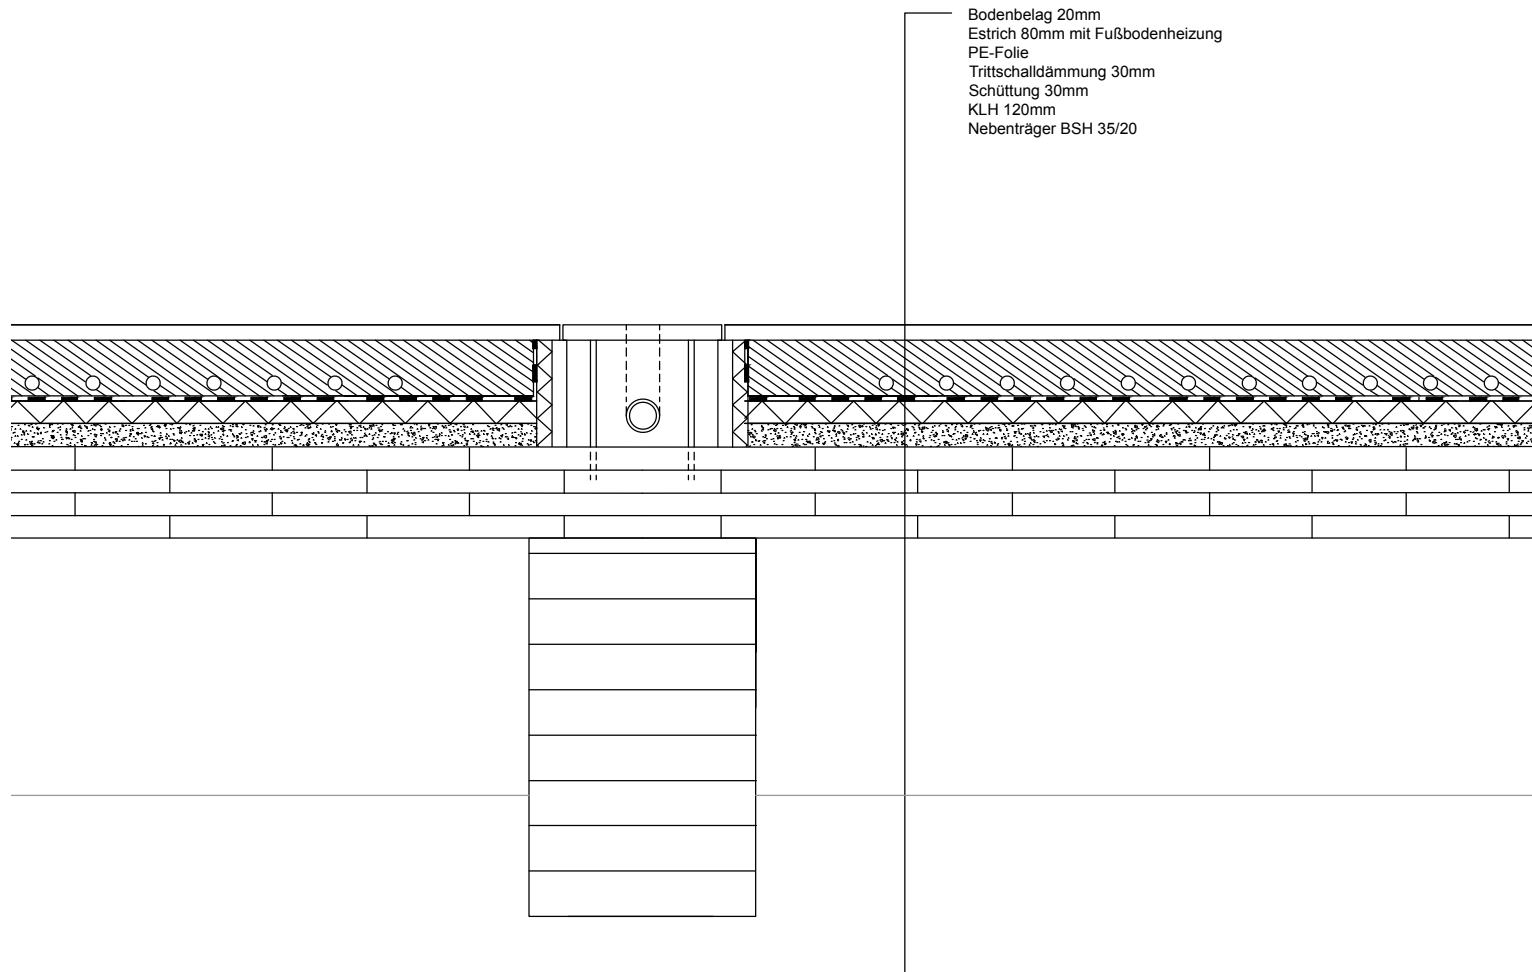 Bodenbelag 20mm
Estrich 80mm mit Fußbodenheizung
PE-Folie
Trittschalldämmung 30mm
Schüttung 30mm
KLH 120mm
Nebenträger BSH 35/20